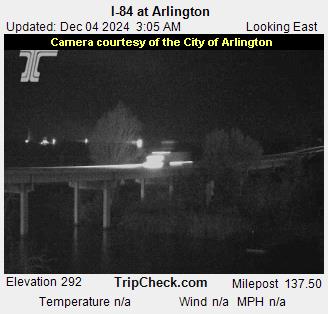 I-84 at Arlington
Updated: Dec 04 2024 3:05 AM Looking East
Camera courtesy of the City of Arlington
Elevation 292 TripCheck.com Milepost 137.50
Temperature n/a Wind n/a MPH n/a